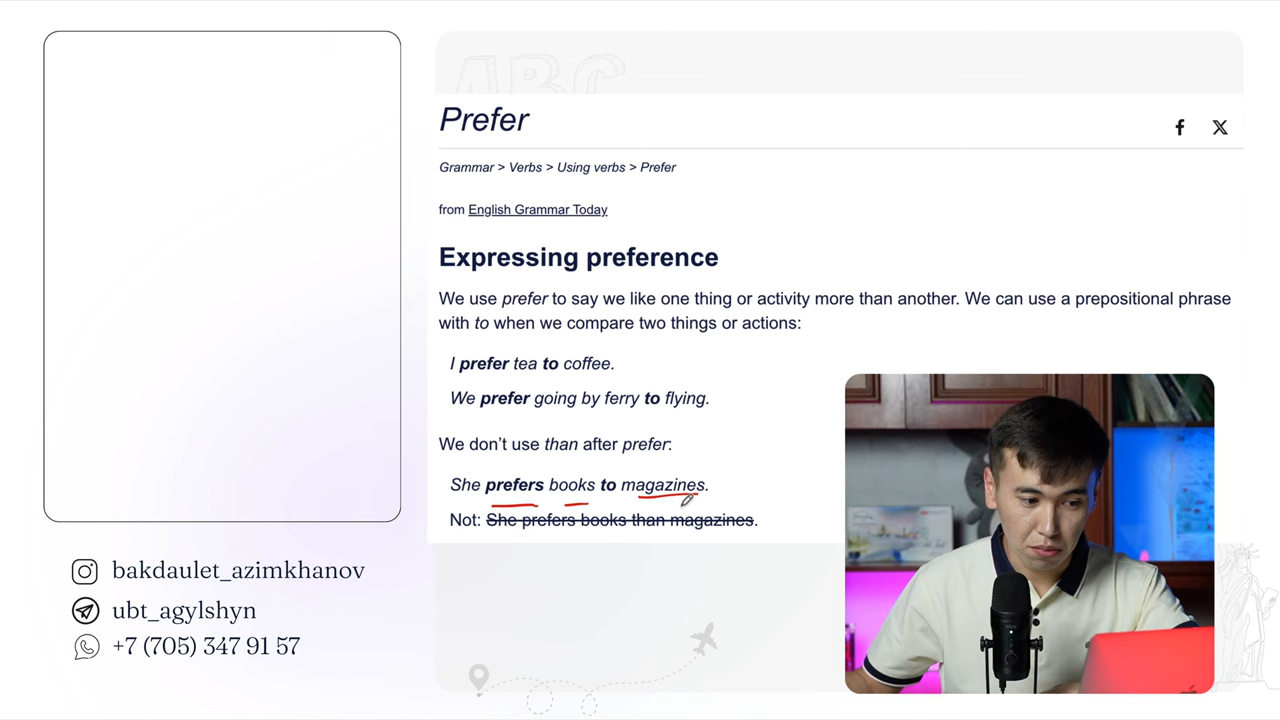 ABC
Prefer
Grammar > Verbs > Using verbs > Prefer
from English Grammar Today
Expressing preference
We use prefer to say we like one thing or activity more than another. We can use a prepositional phrase
with to when we compare two things or actions:
I prefer tea to coffee.
We prefer going by ferry to flying.
We don’t use than after prefer:
She prefers books to magazines.
Not: She prefers books than magazines.
bakdaulet_azimkhanov
ubt_agylshyn
+7 (705) 347 91 57